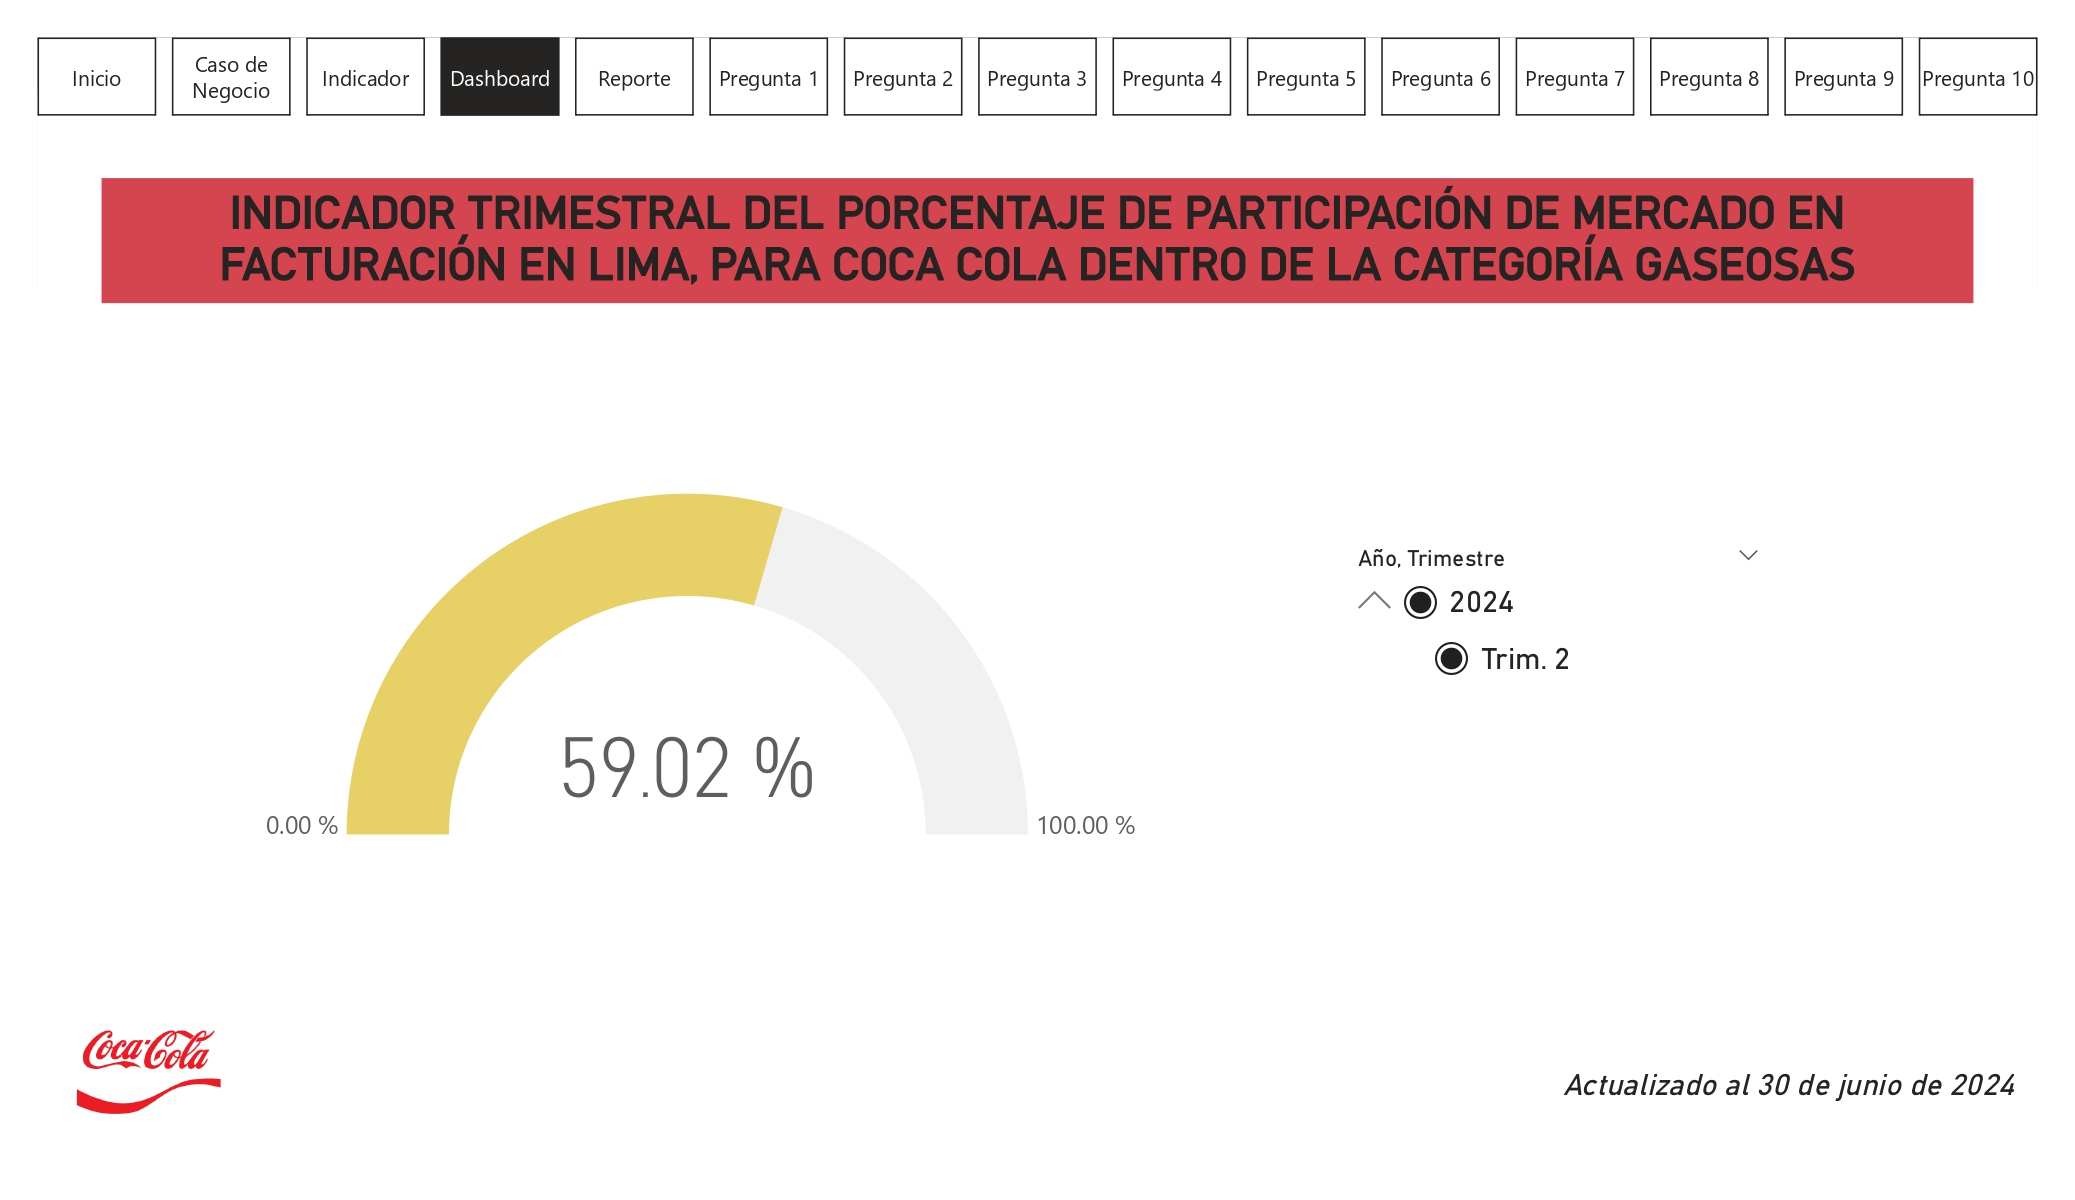 Inicio
Caso de
Negocio
Indicador
Dashboard
Reporte
Pregunta 1
Pregunta 2
Pregunta 3
Pregunta 4
Pregunta 5
Pregunta 6
Pregunta 7
Pregunta 8
Pregunta 9
Pregunta 10
INDICADOR TRIMESTRAL DEL PORCENTAJE DE PARTICIPACIÓN DE MERCADO EN
FACTURACIÓN EN LIMA, PARA COCA COLA DENTRO DE LA CATEGORÍA GASEOSAS
59.02 %
0.00 %
100.00 %
Año, Trimestre
2024
Trim. 2
Coca-Cola
Actualizado al 30 de junio de 2024